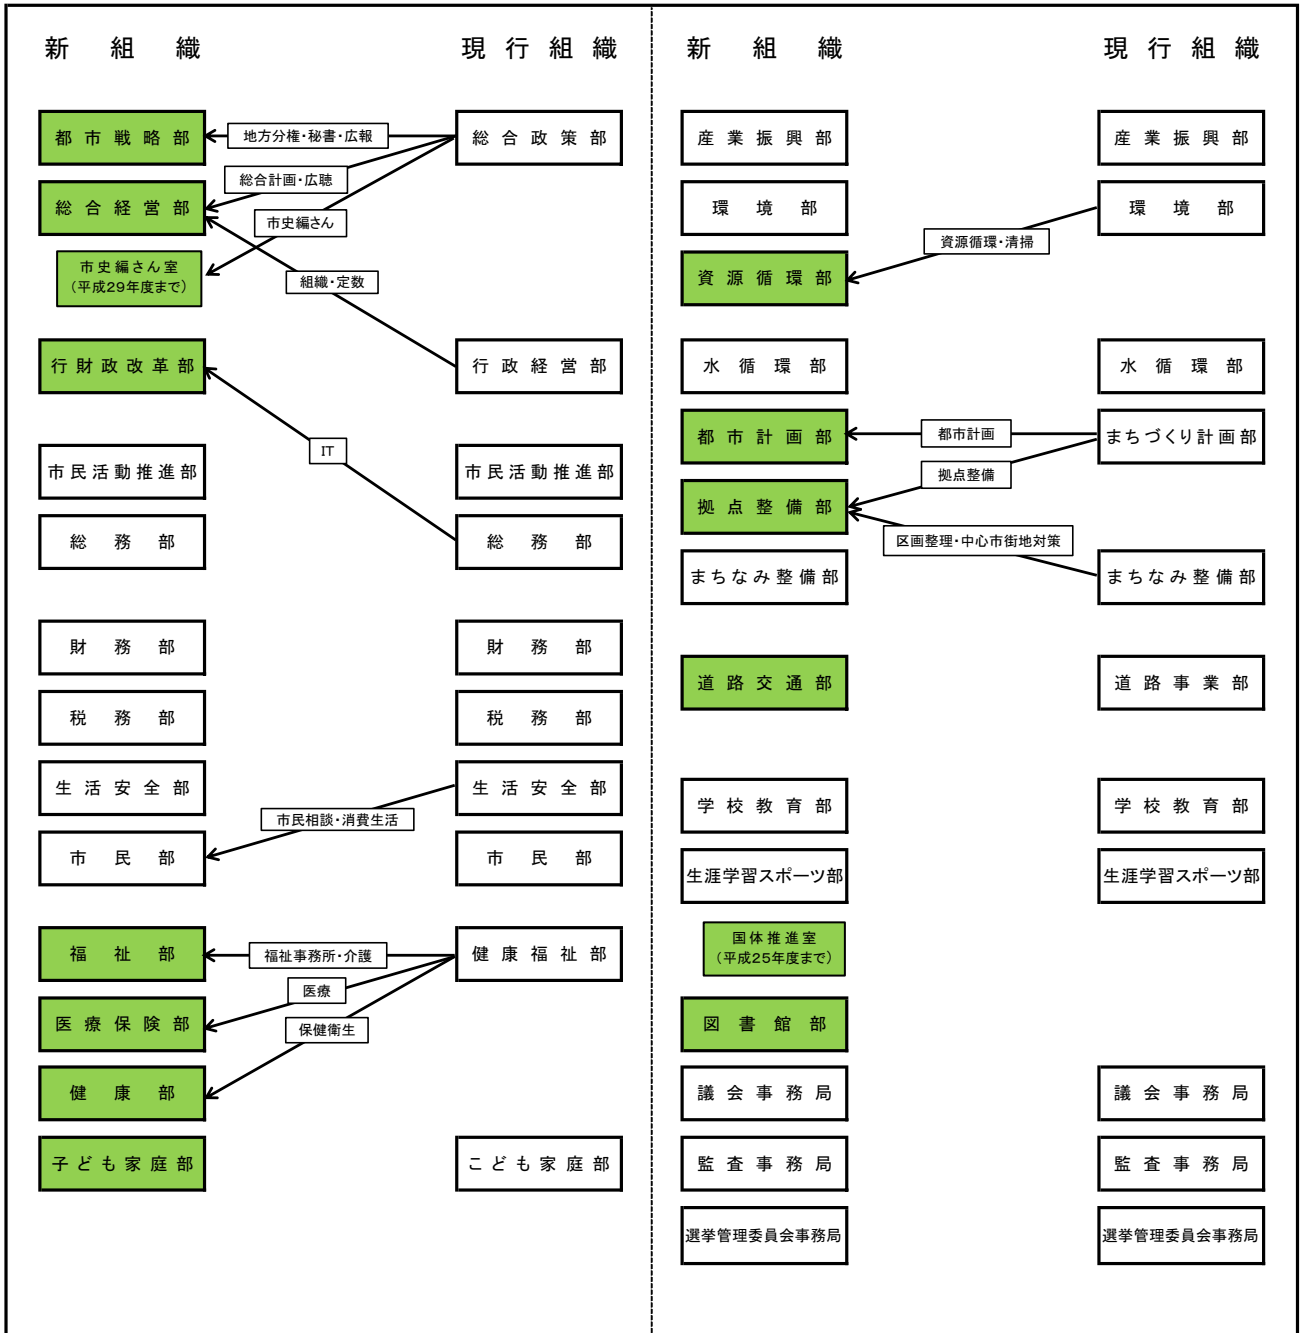 新組織
現行組織
都市戦略部
地方分権・秘書・広報
総合政策部
総合計画・広聴
総合経営部
市史編さん
市史編さん室
（平成29年度まで）
組織・定数
行財政改革部
行政経営部
IT
市民活動推進部
市民活動推進部
総務部
総務部
財務部
財務部
税務部
税務部
生活安全部
生活安全部
市民相談・消費生活
市民部
市民部
福祉部
福祉事務所・介護
健康福祉部
医療
医療保険部
保健衛生
健康部
子ども家庭部
こども家庭部
新組織
現行組織
産業振興部
産業振興部
環境部
環境部
資源循環・清掃
資源循環部
水循環部
水循環部
都市計画部
都市計画
まちづくり計画部
拠点整備
拠点整備部
区画整理・中心市街地対策
まちなみ整備部
まちなみ整備部
道路交通部
道路事業部
学校教育部
学校教育部
生涯学習スポーツ部
生涯学習スポーツ部
国体推進室
（平成25年度まで）
図書館部
議会事務局
議会事務局
監査事務局
監査事務局
選挙管理委員会事務局
選挙管理委員会事務局